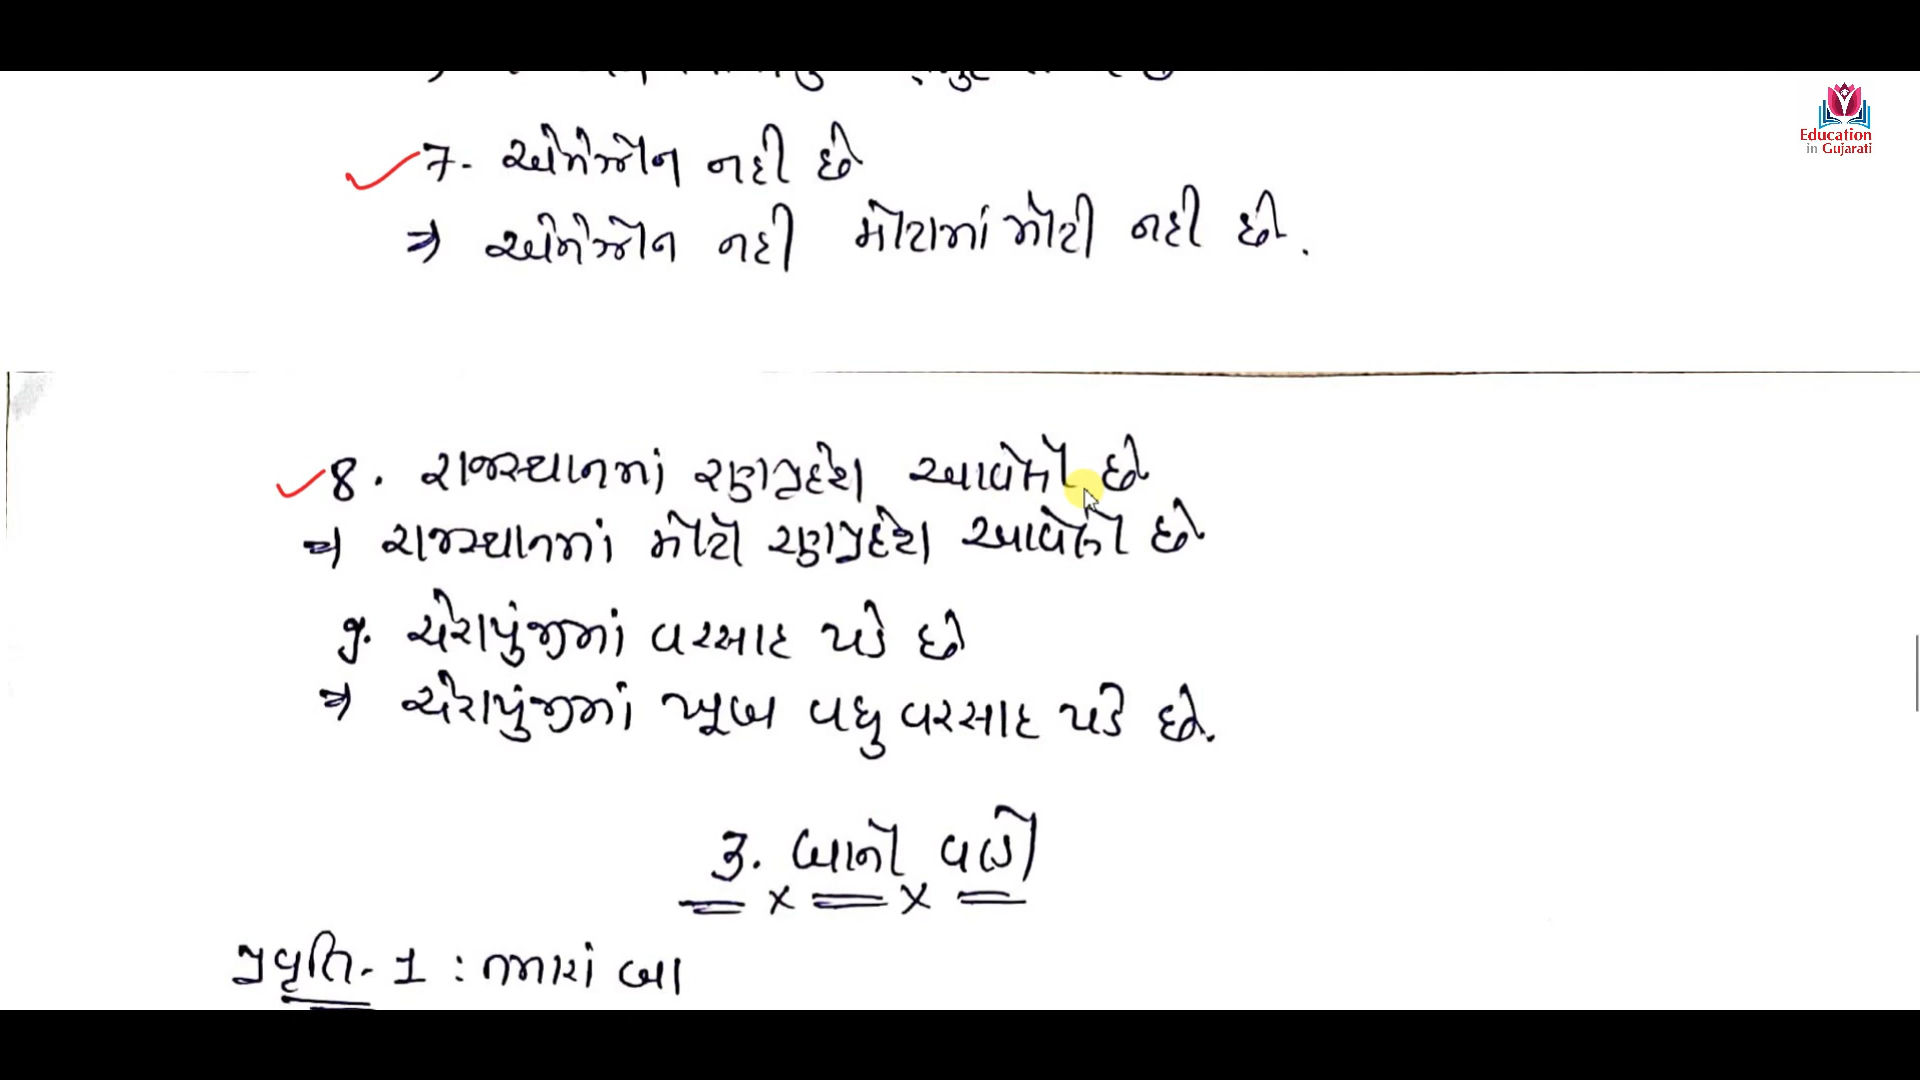 7. એમેઝોન નદી છે
⇒ એમેઝોન નદી મોટામાં મોટી નદી છે.
8. રાજસ્થાનમાં રણપ્રદેશ આવેલો છે
⇒ રાજસ્થાનમાં મોટો રણપ્રદેશ આવેલો છે
9. ચેરાપુંજીમાં વરસાદ પડે છે
⇒ ચેરાપુંજીમાં ખૂબ વધુ વરસાદ પડે છે.
3. બાનો વાડો
પ્રવૃતિ- 1 : તમારાં બા
Education
in Gujarati